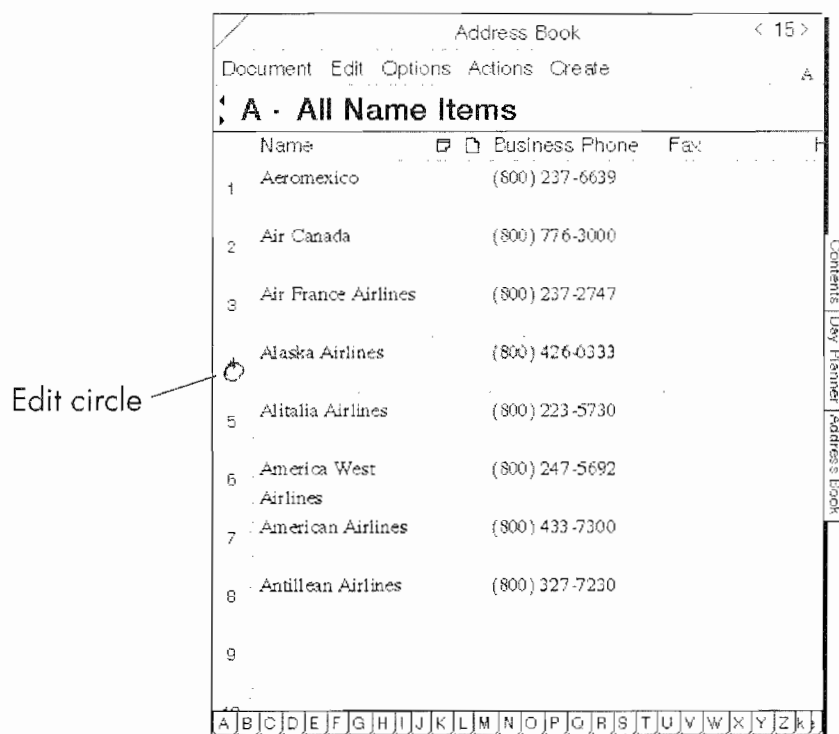 Address Book < 15 >
Document Edit Options Actions Create A
A - All Name Items
Name Business Phone Fax
1 Aeromexico (800) 237-6639
2 Air Canada (800) 776-3000
3 Air France Airlines (800) 237-2747
Alaska Airlines (800) 426-0333
Edit circle
5 Alitalia Airlines (800) 223-5730
6 America West (800) 247-5692
Airlines
7 American Airlines (800) 433-7300
8 Antillean Airlines (800) 327-7230
9
A B C D E F G H I J K L M N O P Q R S T U V W X Y Z
Contents Day Planner Address Book